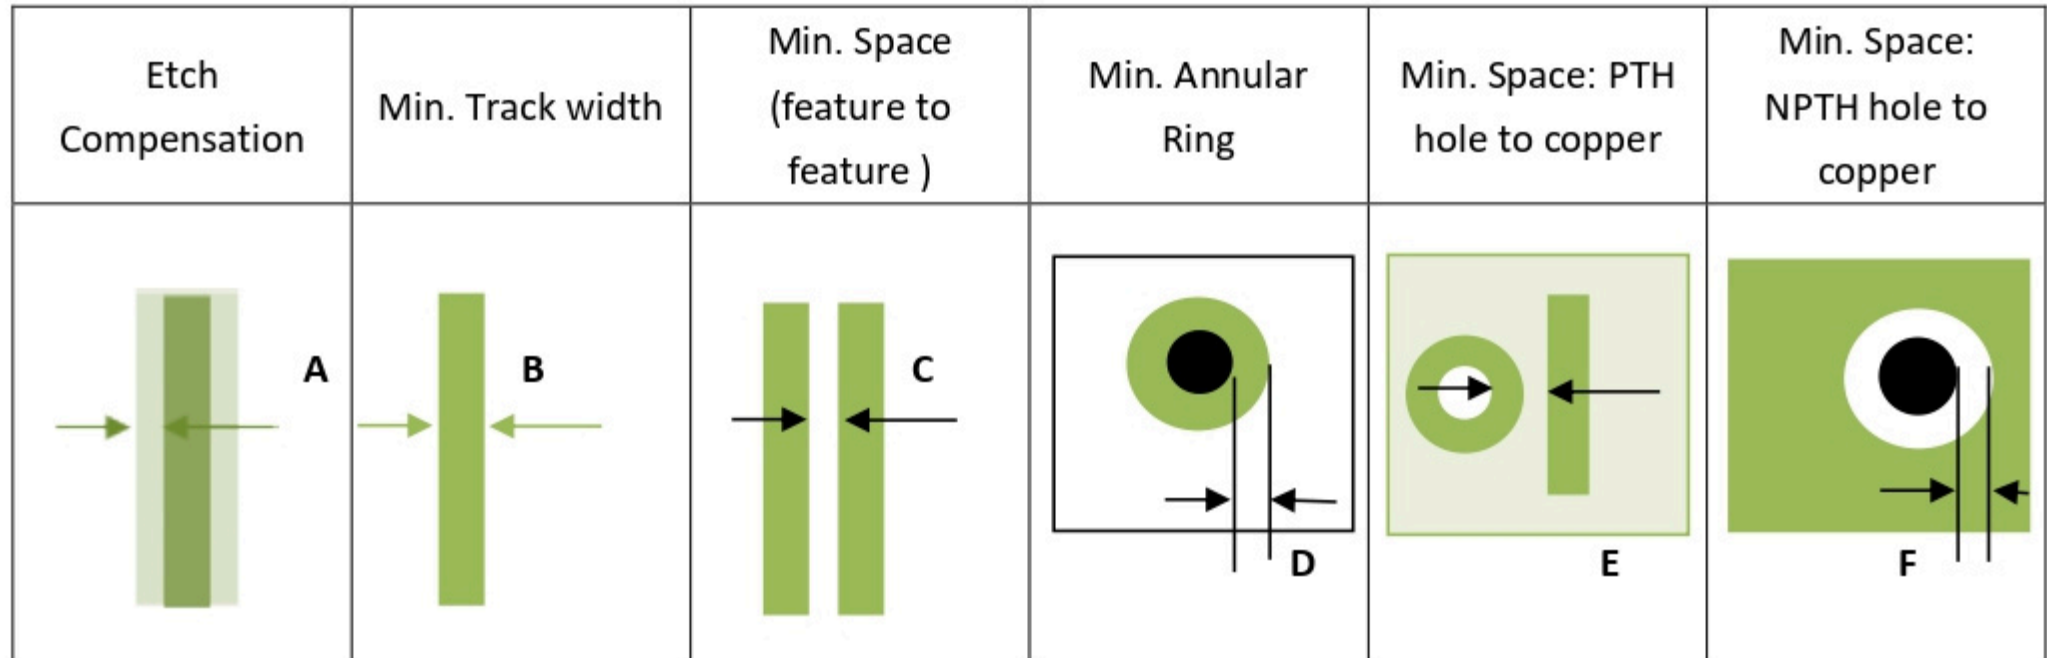 Etch
Compensation
Min. Track width
Min. Space
(feature to
feature )
Min. Annular
Ring
Min. Space: PTH
hole to copper
Min. Space:
NPTH hole to
copper
A
B
C
D
E
F